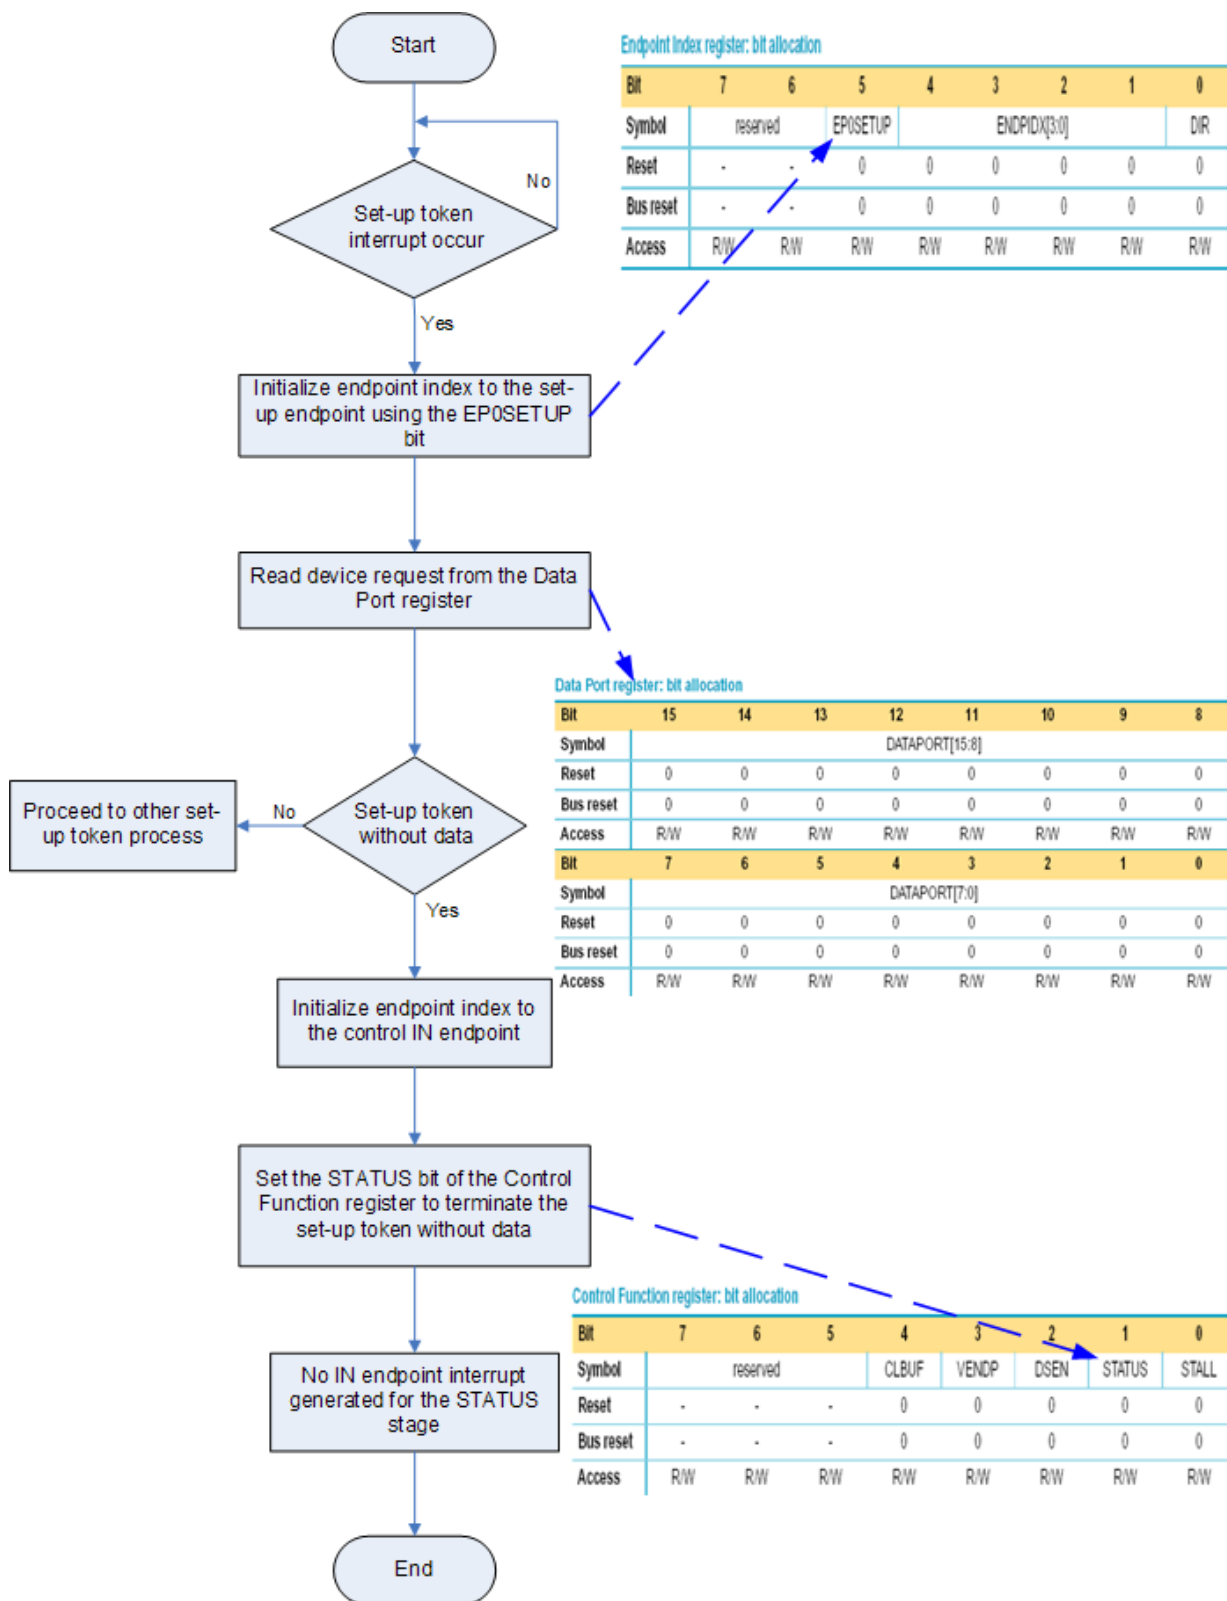 Start
No
Set-up token
interrupt occur
Yes
Initialize endpoint index to the set-
up endpoint using the EP0SETUP
bit
Read device request from the Data
Port register
Set-up token
without data
No
Proceed to other set-
up token process
Yes
Initialize endpoint index to
the control IN endpoint
Set the STATUS bit of the Control
Function register to terminate the
set-up token without data
No IN endpoint interrupt
generated for the STATUS
stage
End
Endpoint Index register: bit allocation
Bit 7 6 5 4 3 2 1 0
Symbol reserved EP0SETUP ENDPIDX[3:0] DIR
Reset - - 0 0 0 0 0 0
Bus reset - - 0 0 0 0 0 0
Access R/W R/W R/W R/W R/W R/W R/W R/W
Data Port register: bit allocation
Bit 15 14 13 12 11 10 9 8
Symbol DATAPORT[15:8]
Reset 0 0 0 0 0 0 0 0
Bus reset 0 0 0 0 0 0 0 0
Access R/W R/W R/W R/W R/W R/W R/W R/W
Bit 7 6 5 4 3 2 1 0
Symbol DATAPORT[7:0]
Reset 0 0 0 0 0 0 0 0
Bus reset 0 0 0 0 0 0 0 0
Access R/W R/W R/W R/W R/W R/W R/W R/W
Control Function register: bit allocation
Bit 7 6 5 4 3 2 1 0
Symbol reserved CLBUF VENDP DSEN STATUS STALL
Reset - - - 0 0 0 0 0
Bus reset - - - 0 0 0 0 0
Access R/W R/W R/W R/W R/W R/W R/W R/W